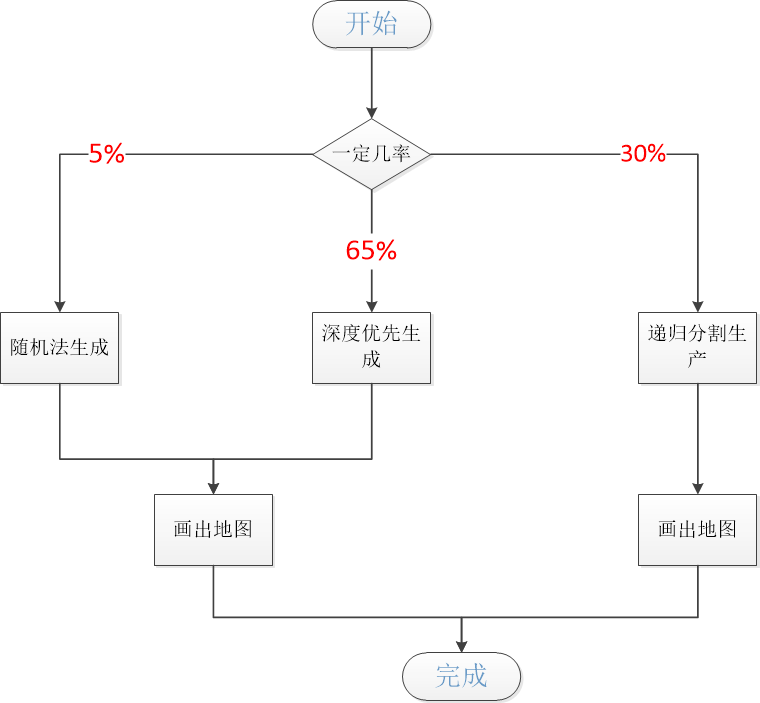 开始
一定几率
5%
30%
65%
随机法生成
深度优先生
成
递归分割生
产
画出地图
画出地图
完成